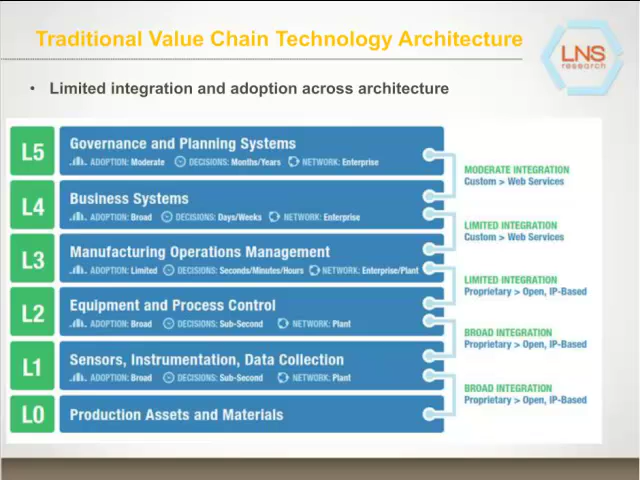 Traditional Value Chain Technology Architecture
LNS
research
• Limited integration and adoption across architecture
L5
Governance and Planning Systems
ADOPTION: Moderate DECISIONS: Months/Years NETWORK: Enterprise
MODERATE INTEGRATION
Custom > Web Services
L4
Business Systems
ADOPTION: Broad DECISIONS: Days/Weeks NETWORK: Enterprise
LIMITED INTEGRATION
Custom > Web Services
L3
Manufacturing Operations Management
ADOPTION: Limited DECISIONS: Seconds/Minutes/Hours NETWORK: Enterprise/Plant
LIMITED INTEGRATION
Proprietary > Open, IP-Based
L2
Equipment and Process Control
ADOPTION: Broad DECISIONS: Sub-Second NETWORK: Plant
BROAD INTEGRATION
Proprietary > Open, IP-Based
L1
Sensors, Instrumentation, Data Collection
ADOPTION: Broad DECISIONS: Sub-Second NETWORK: Plant
BROAD INTEGRATION
Proprietary > Open, IP-Based
L0
Production Assets and Materials